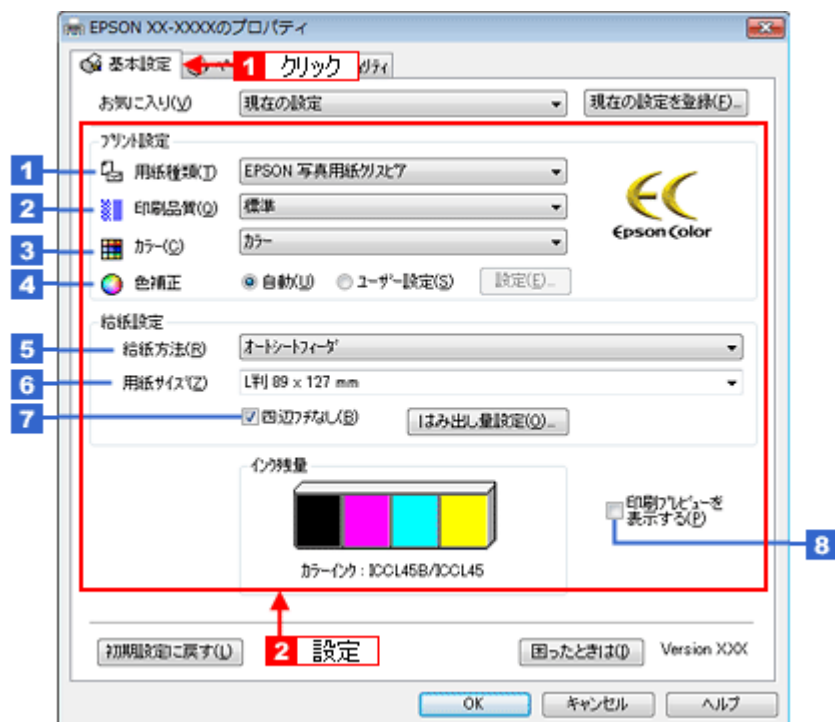 EPSON XX-XXXXのプロパティ
基本設定
1 クリック
リティ
お気に入り(V) 現在の設定 現在の設定を登録(F)...
プリント設定
1 用紙種類(T) EPSON 写真用紙クリスピア
2 印刷品質(Q) 標準
EPSON Color
3 カラー(C) カラー
4 色補正 自動(U) ユーザー設定(S) 設定(E)...
給紙設定
5 給紙方法(R) オートシートフィーダ
6 用紙サイズ(Z) L判 89 x 127 mm
7 四辺フチなし(B) はみ出し量設定(O)...
インク残量
印刷プレビューを
表示する(P)
8
カラーインク : ICCL45B/ICCL45
初期設定に戻す(L) 2 設定 困ったときは(I) Version X.XX
OK キャンセル ヘルプ